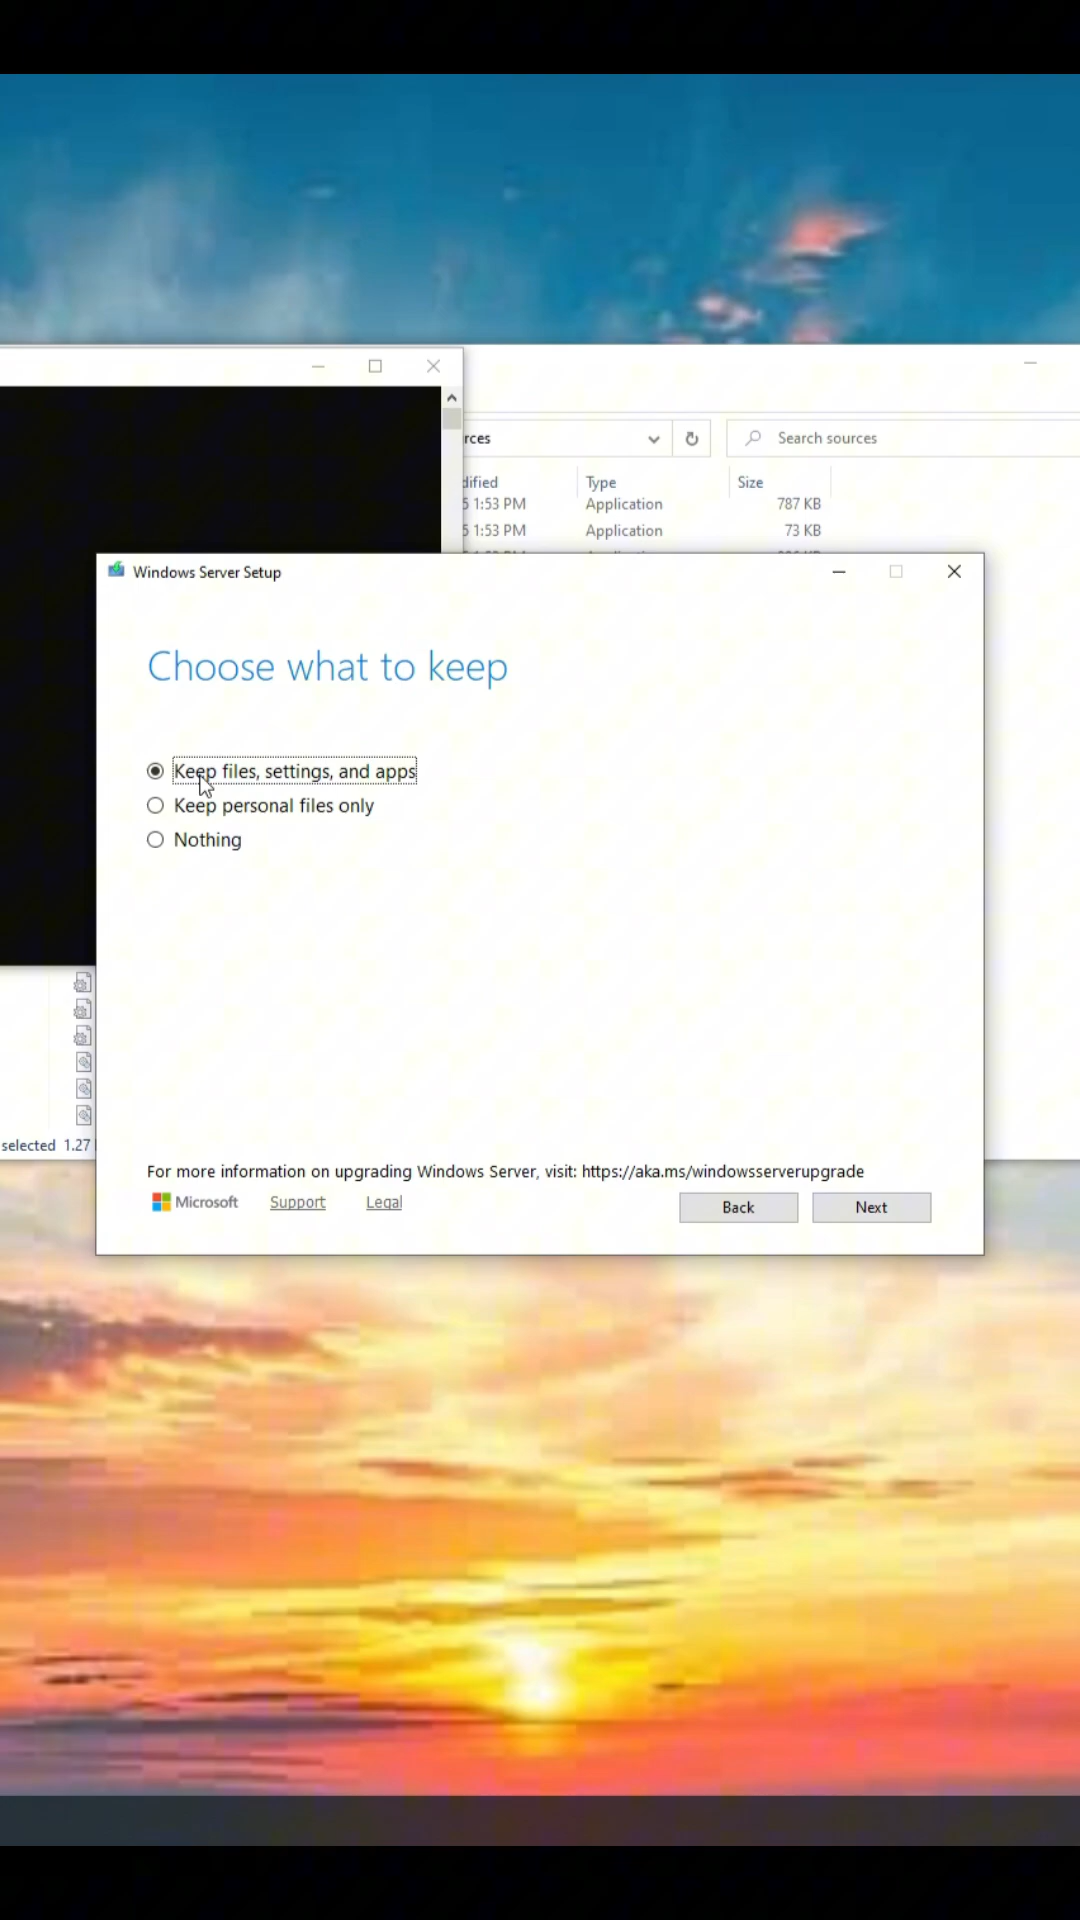 rces
Search sources
dified
Type
Size
5 1:53 PM
Application
787 KB
5 1:53 PM
Application
73 KB
Windows Server Setup
Choose what to keep
Keep files, settings, and apps
Keep personal files only
Nothing
selected 1.27
For more information on upgrading Windows Server, visit: https://aka.ms/windowsserverupgrade
Microsoft
Support
Legal
Back
Next